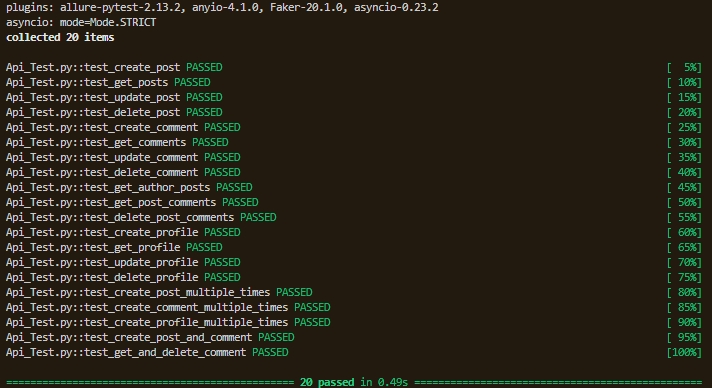 plugins: allure-pytest-2.13.2, anyio-4.1.0, Faker-20.1.0, asyncio-0.23.2
asyncio: mode=Mode.STRICT
collected 20 items
Api_Test.py::test_create_post PASSED [  5%]
Api_Test.py::test_get_posts PASSED [ 10%]
Api_Test.py::test_update_post PASSED [ 15%]
Api_Test.py::test_delete_post PASSED [ 20%]
Api_Test.py::test_create_comment PASSED [ 25%]
Api_Test.py::test_get_comments PASSED [ 30%]
Api_Test.py::test_update_comment PASSED [ 35%]
Api_Test.py::test_delete_comment PASSED [ 40%]
Api_Test.py::test_get_author_posts PASSED [ 45%]
Api_Test.py::test_get_post_comments PASSED [ 50%]
Api_Test.py::test_delete_post_comments PASSED [ 55%]
Api_Test.py::test_create_profile PASSED [ 60%]
Api_Test.py::test_get_profile PASSED [ 65%]
Api_Test.py::test_update_profile PASSED [ 70%]
Api_Test.py::test_delete_profile PASSED [ 75%]
Api_Test.py::test_create_post_multiple_times PASSED [ 80%]
Api_Test.py::test_create_comment_multiple_times PASSED [ 85%]
Api_Test.py::test_create_profile_multiple_times PASSED [ 90%]
Api_Test.py::test_create_post_and_comment PASSED [ 95%]
Api_Test.py::test_get_and_delete_comment PASSED [100%]
============================================== 20 passed in 0.49s ==============================================